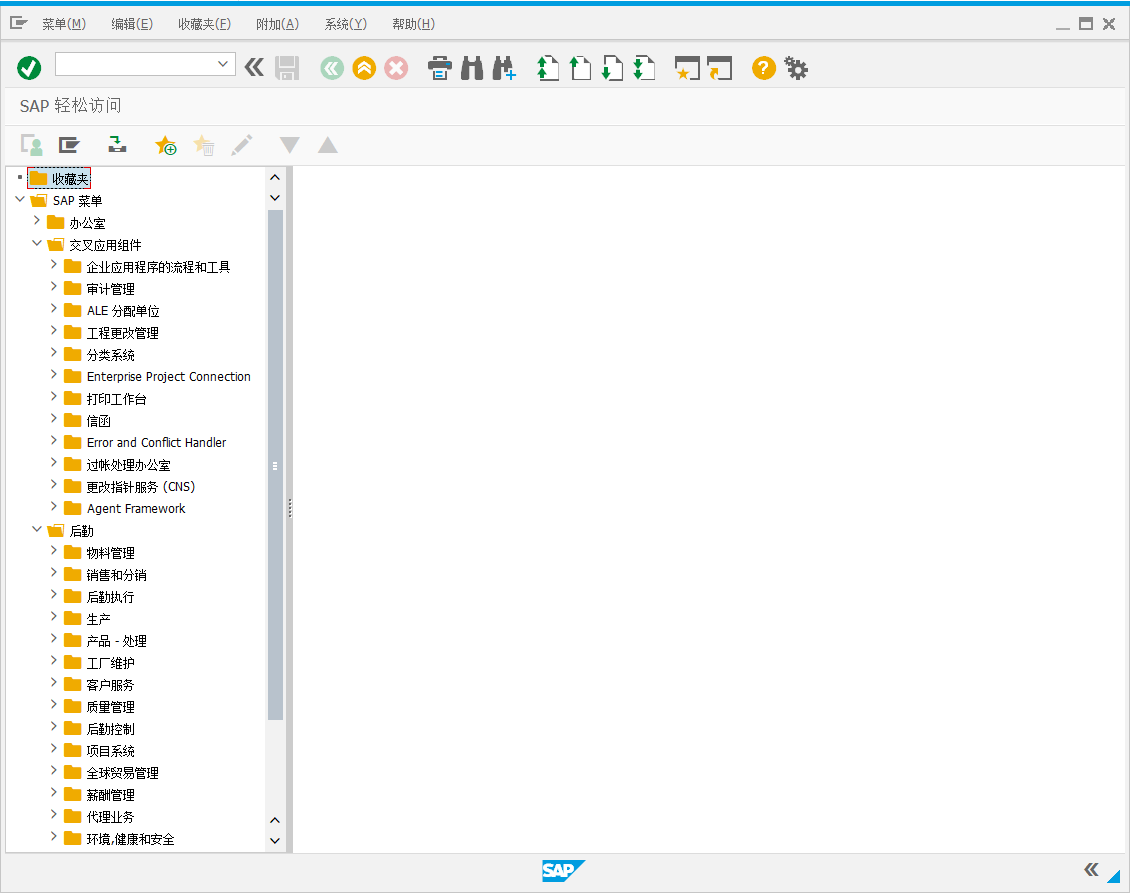 菜单(M) 编辑(E) 收藏夹(F) 附加(A) 系统(Y) 帮助(H)
SAP 轻松访问
收藏夹
SAP 菜单
办公室
交叉应用组件
企业应用程序的流程和工具
审计管理
ALE 分配单位
工程更改管理
分类系统
Enterprise Project Connection
打印工作台
信函
Error and Conflict Handler
过帐处理办公室
更改指针服务 (CNS)
Agent Framework
后勤
物料管理
销售和分销
后勤执行
生产
产品 - 处理
工厂维护
客户服务
质量管理
后勤控制
项目系统
全球贸易管理
薪酬管理
代理业务
环境,健康和安全
SAP